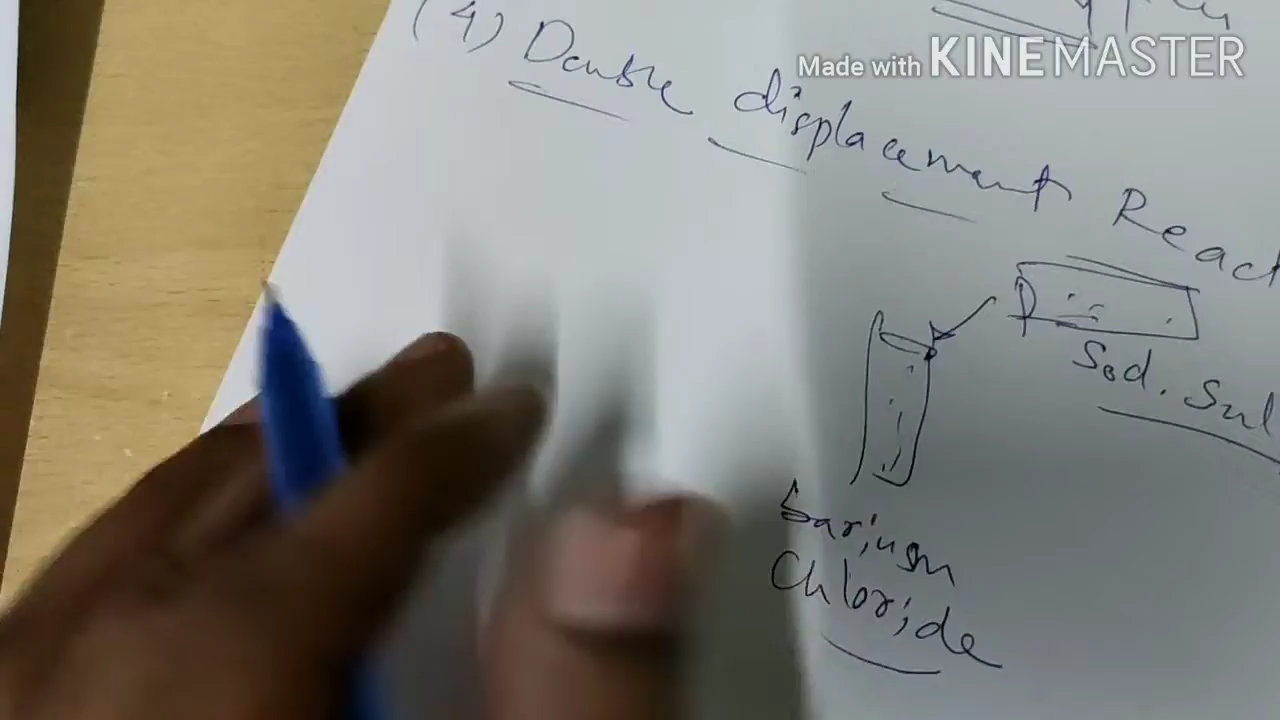 Made with KINEMASTER
(4) Double displacement React
Sod. Sul
Barium
Chloride